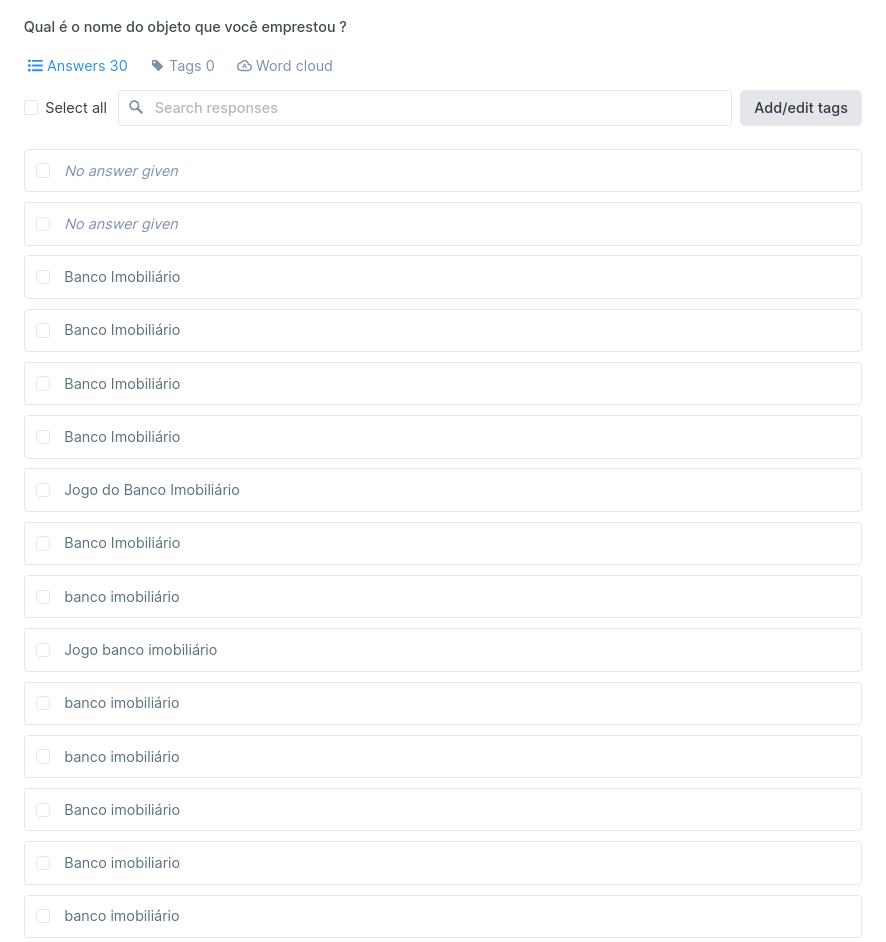 Qual é o nome do objeto que você emprestou ?
Answers 30 Tags 0 Word cloud
Select all Search responses Add/edit tags
No answer given
No answer given
Banco Imobiliário
Banco Imobiliário
Banco Imobiliário
Banco Imobiliário
Jogo do Banco Imobiliário
Banco Imobiliário
banco imobiliário
Jogo banco imobiliário
banco imobiliário
banco imobiliário
Banco imobiliário
Banco imobiliario
banco imobiliário